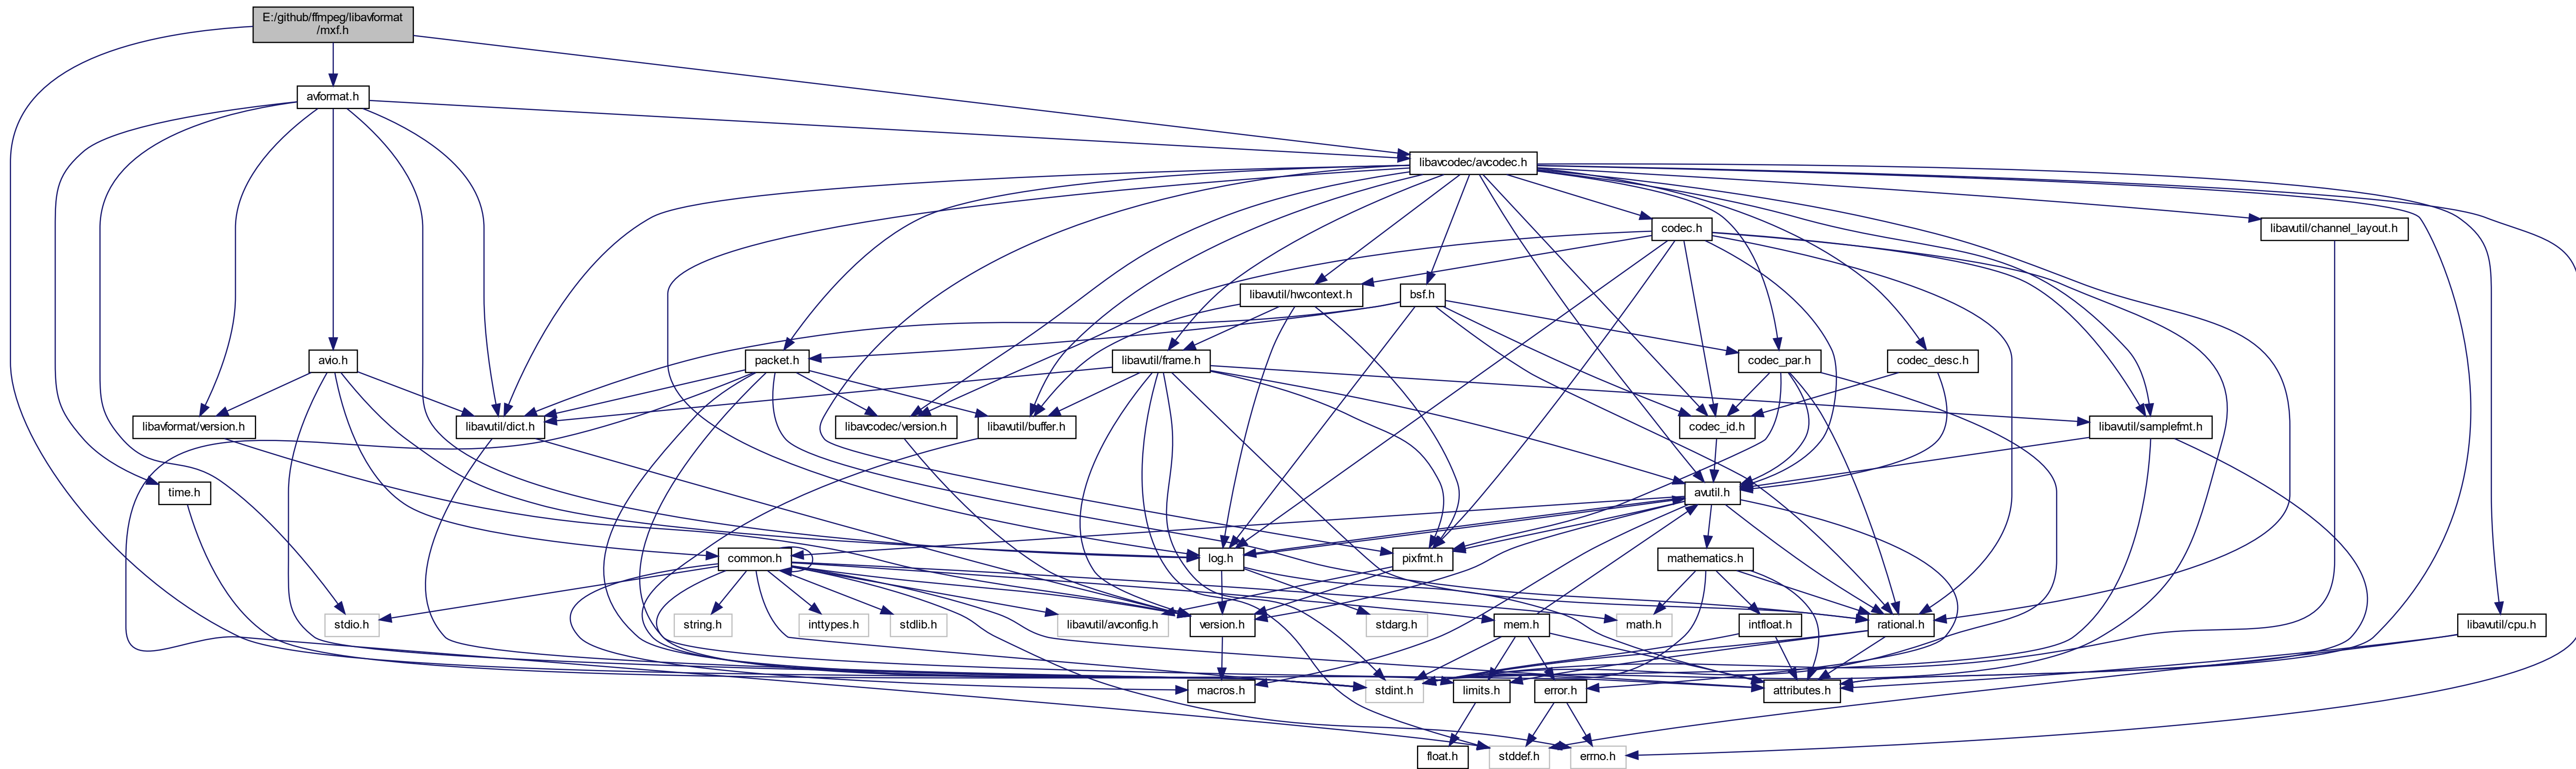 E:/github/ffmpeg/libavformat
/mxf.h
avformat.h
libavcodec/avcodec.h
codec.h
libavutil/channel_layout.h
libavutil/hwcontext.h
bsf.h
avio.h
packet.h
libavutil/frame.h
codec_par.h
codec_desc.h
libavformat/version.h
libavutil/dict.h
libavcodec/version.h
libavutil/buffer.h
codec_id.h
libavutil/samplefmt.h
time.h
avutil.h
common.h
log.h
pixfmt.h
mathematics.h
stdio.h
string.h
inttypes.h
stdlib.h
libavutil/avconfig.h
version.h
stdarg.h
mem.h
math.h
intfloat.h
rational.h
libavutil/cpu.h
macros.h
stdint.h
limits.h
error.h
attributes.h
float.h
stddef.h
errno.h